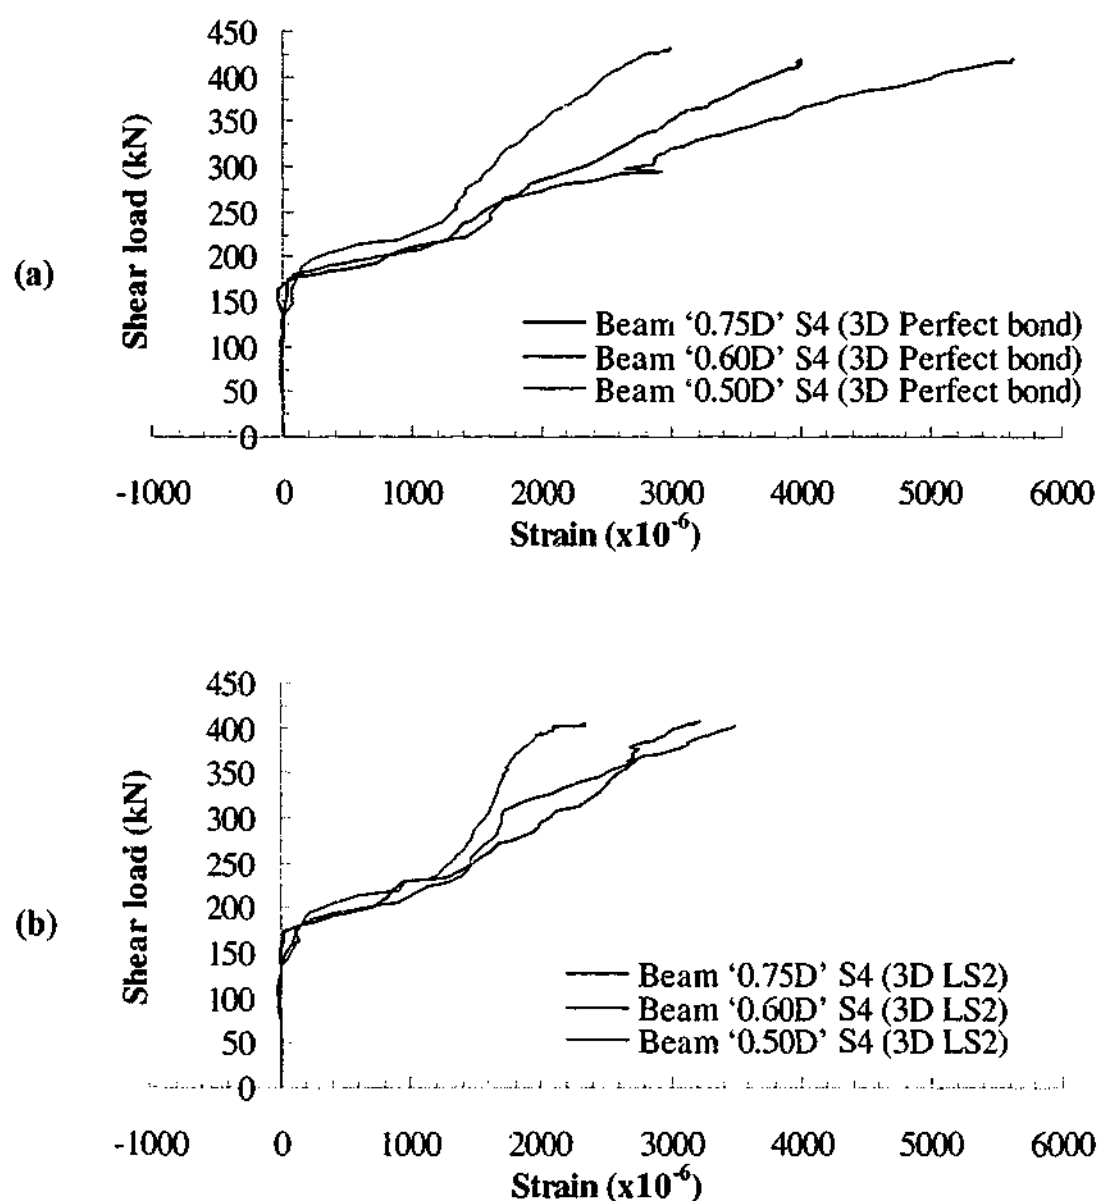 450
400
350
300
250
200
150
100
50
0
Shear load (kN)
(a)
Beam ‘0.75D’ S4 (3D Perfect bond)
Beam ‘0.60D’ S4 (3D Perfect bond)
Beam ‘0.50D’ S4 (3D Perfect bond)
-1000 0 1000 2000 3000 4000 5000 6000
Strain (x10⁻⁶)
450
400
350
300
250
200
150
100
50
0
Shear load (kN)
(b)
Beam ‘0.75D’ S4 (3D LS2)
Beam ‘0.60D’ S4 (3D LS2)
Beam ‘0.50D’ S4 (3D LS2)
-1000 0 1000 2000 3000 4000 5000 6000
Strain (x10⁻⁶)